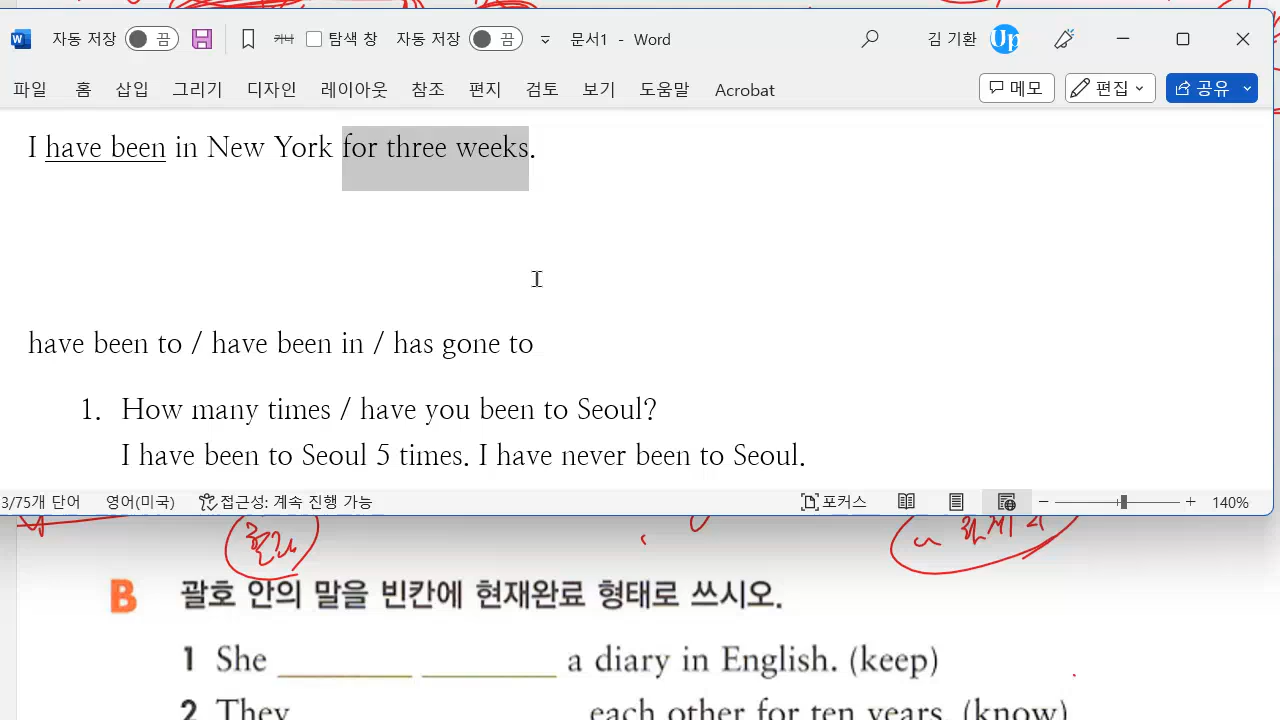 자동 저장 끔 가나 탐색 창 자동 저장 끔 문서1 - Word 김 기환 Up
파일 홈 삽입 그리기 디자인 레이아웃 참조 편지 검토 보기 도움말 Acrobat 메모 편집 공유
I have been in New York for three weeks.
have been to / have been in / has gone to
1. How many times / have you been to Seoul?
I have been to Seoul 5 times. I have never been to Seoul.
3/75개 단어 영어(미국) 접근성: 계속 진행 가능 포커스 140%
B 괄호 안의 말을 빈칸에 현재완료 형태로 쓰시오.
1 She ________ ________ a diary in English. (keep)
2 They each other for ten years. (know)